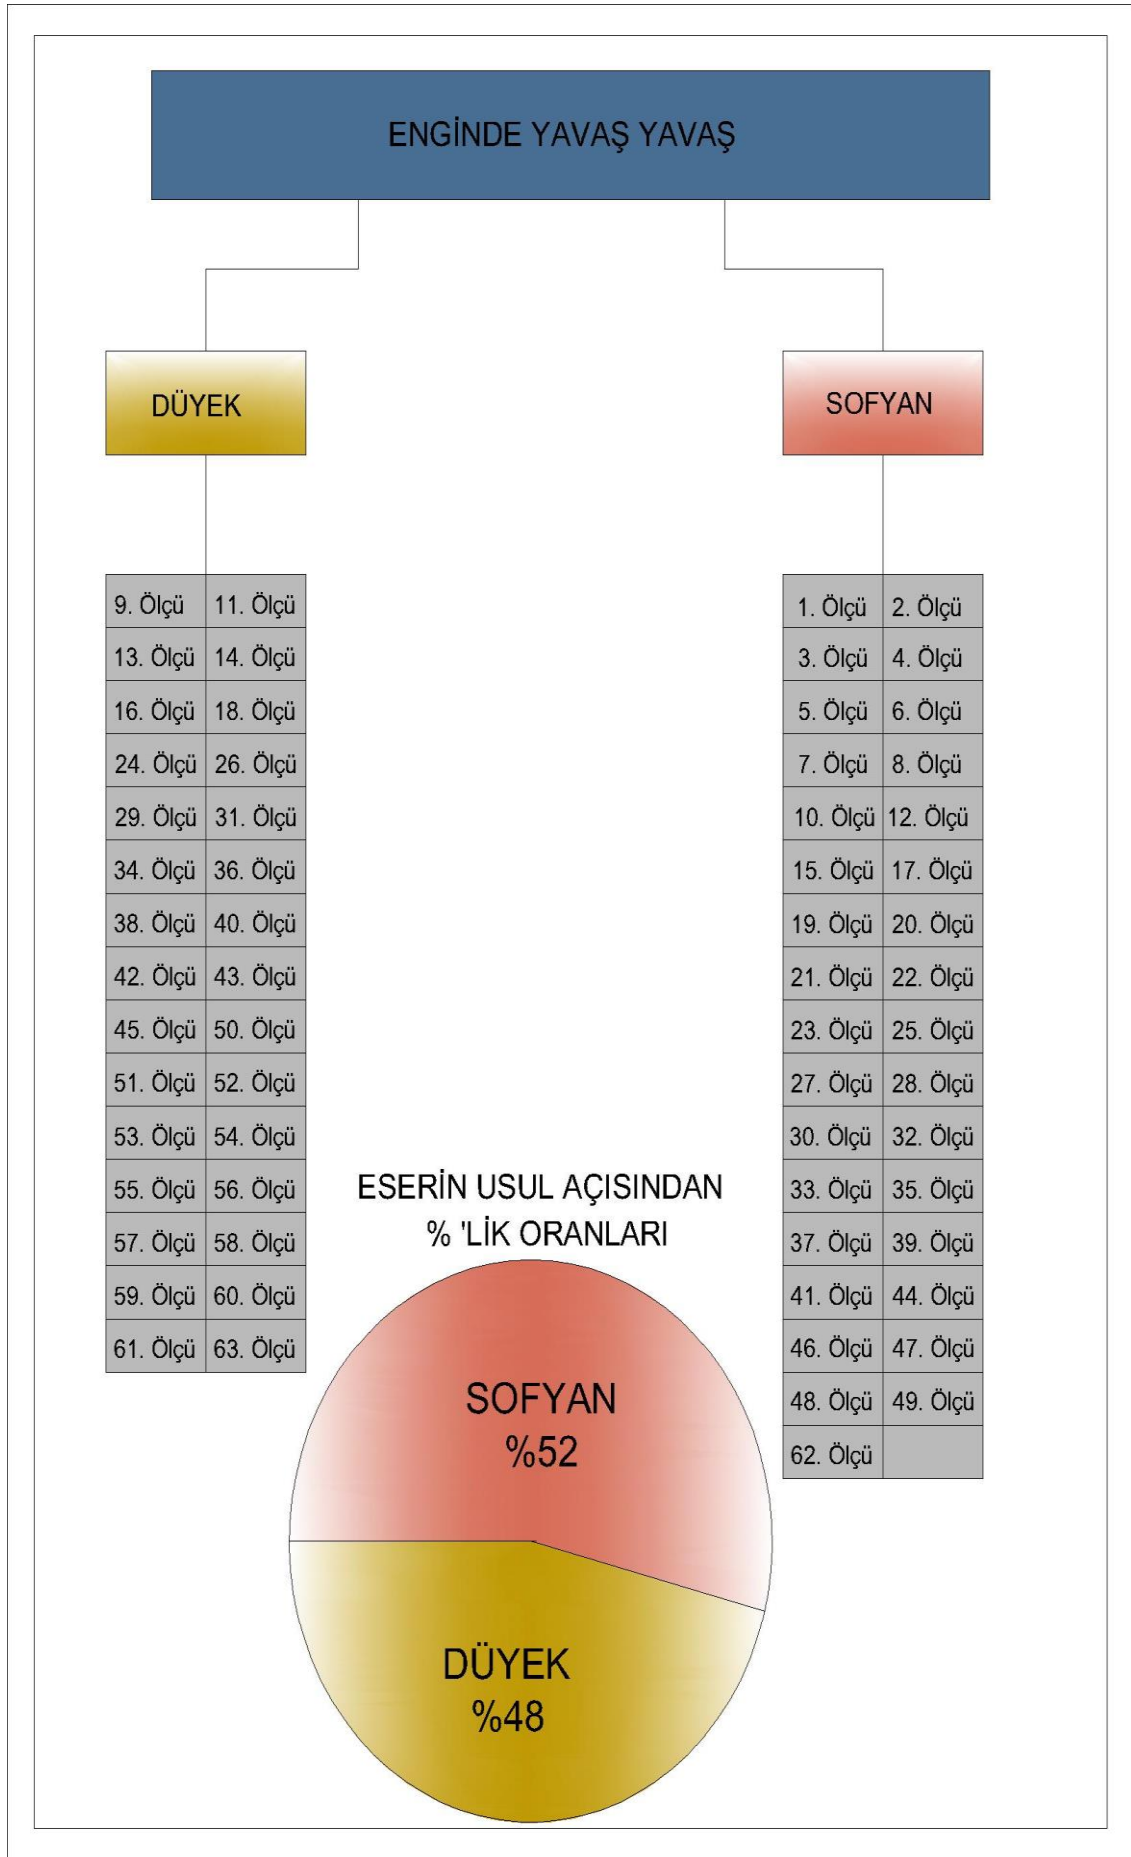 ENGİNDE YAVAŞ YAVAŞ
DÜYEK
9. Ölçü 11. Ölçü
13. Ölçü 14. Ölçü
16. Ölçü 18. Ölçü
24. Ölçü 26. Ölçü
29. Ölçü 31. Ölçü
34. Ölçü 36. Ölçü
38. Ölçü 40. Ölçü
42. Ölçü 43. Ölçü
45. Ölçü 50. Ölçü
51. Ölçü 52. Ölçü
53. Ölçü 54. Ölçü
55. Ölçü 56. Ölçü
57. Ölçü 58. Ölçü
59. Ölçü 60. Ölçü
61. Ölçü 63. Ölçü
SOFYAN
1. Ölçü 2. Ölçü
3. Ölçü 4. Ölçü
5. Ölçü 6. Ölçü
7. Ölçü 8. Ölçü
10. Ölçü 12. Ölçü
15. Ölçü 17. Ölçü
19. Ölçü 20. Ölçü
21. Ölçü 22. Ölçü
23. Ölçü 25. Ölçü
27. Ölçü 28. Ölçü
30. Ölçü 32. Ölçü
33. Ölçü 35. Ölçü
37. Ölçü 39. Ölçü
41. Ölçü 44. Ölçü
46. Ölçü 47. Ölçü
48. Ölçü 49. Ölçü
62. Ölçü
ESERİN USUL AÇISINDAN
% 'LİK ORANLARI
SOFYAN
%52
DÜYEK
%48